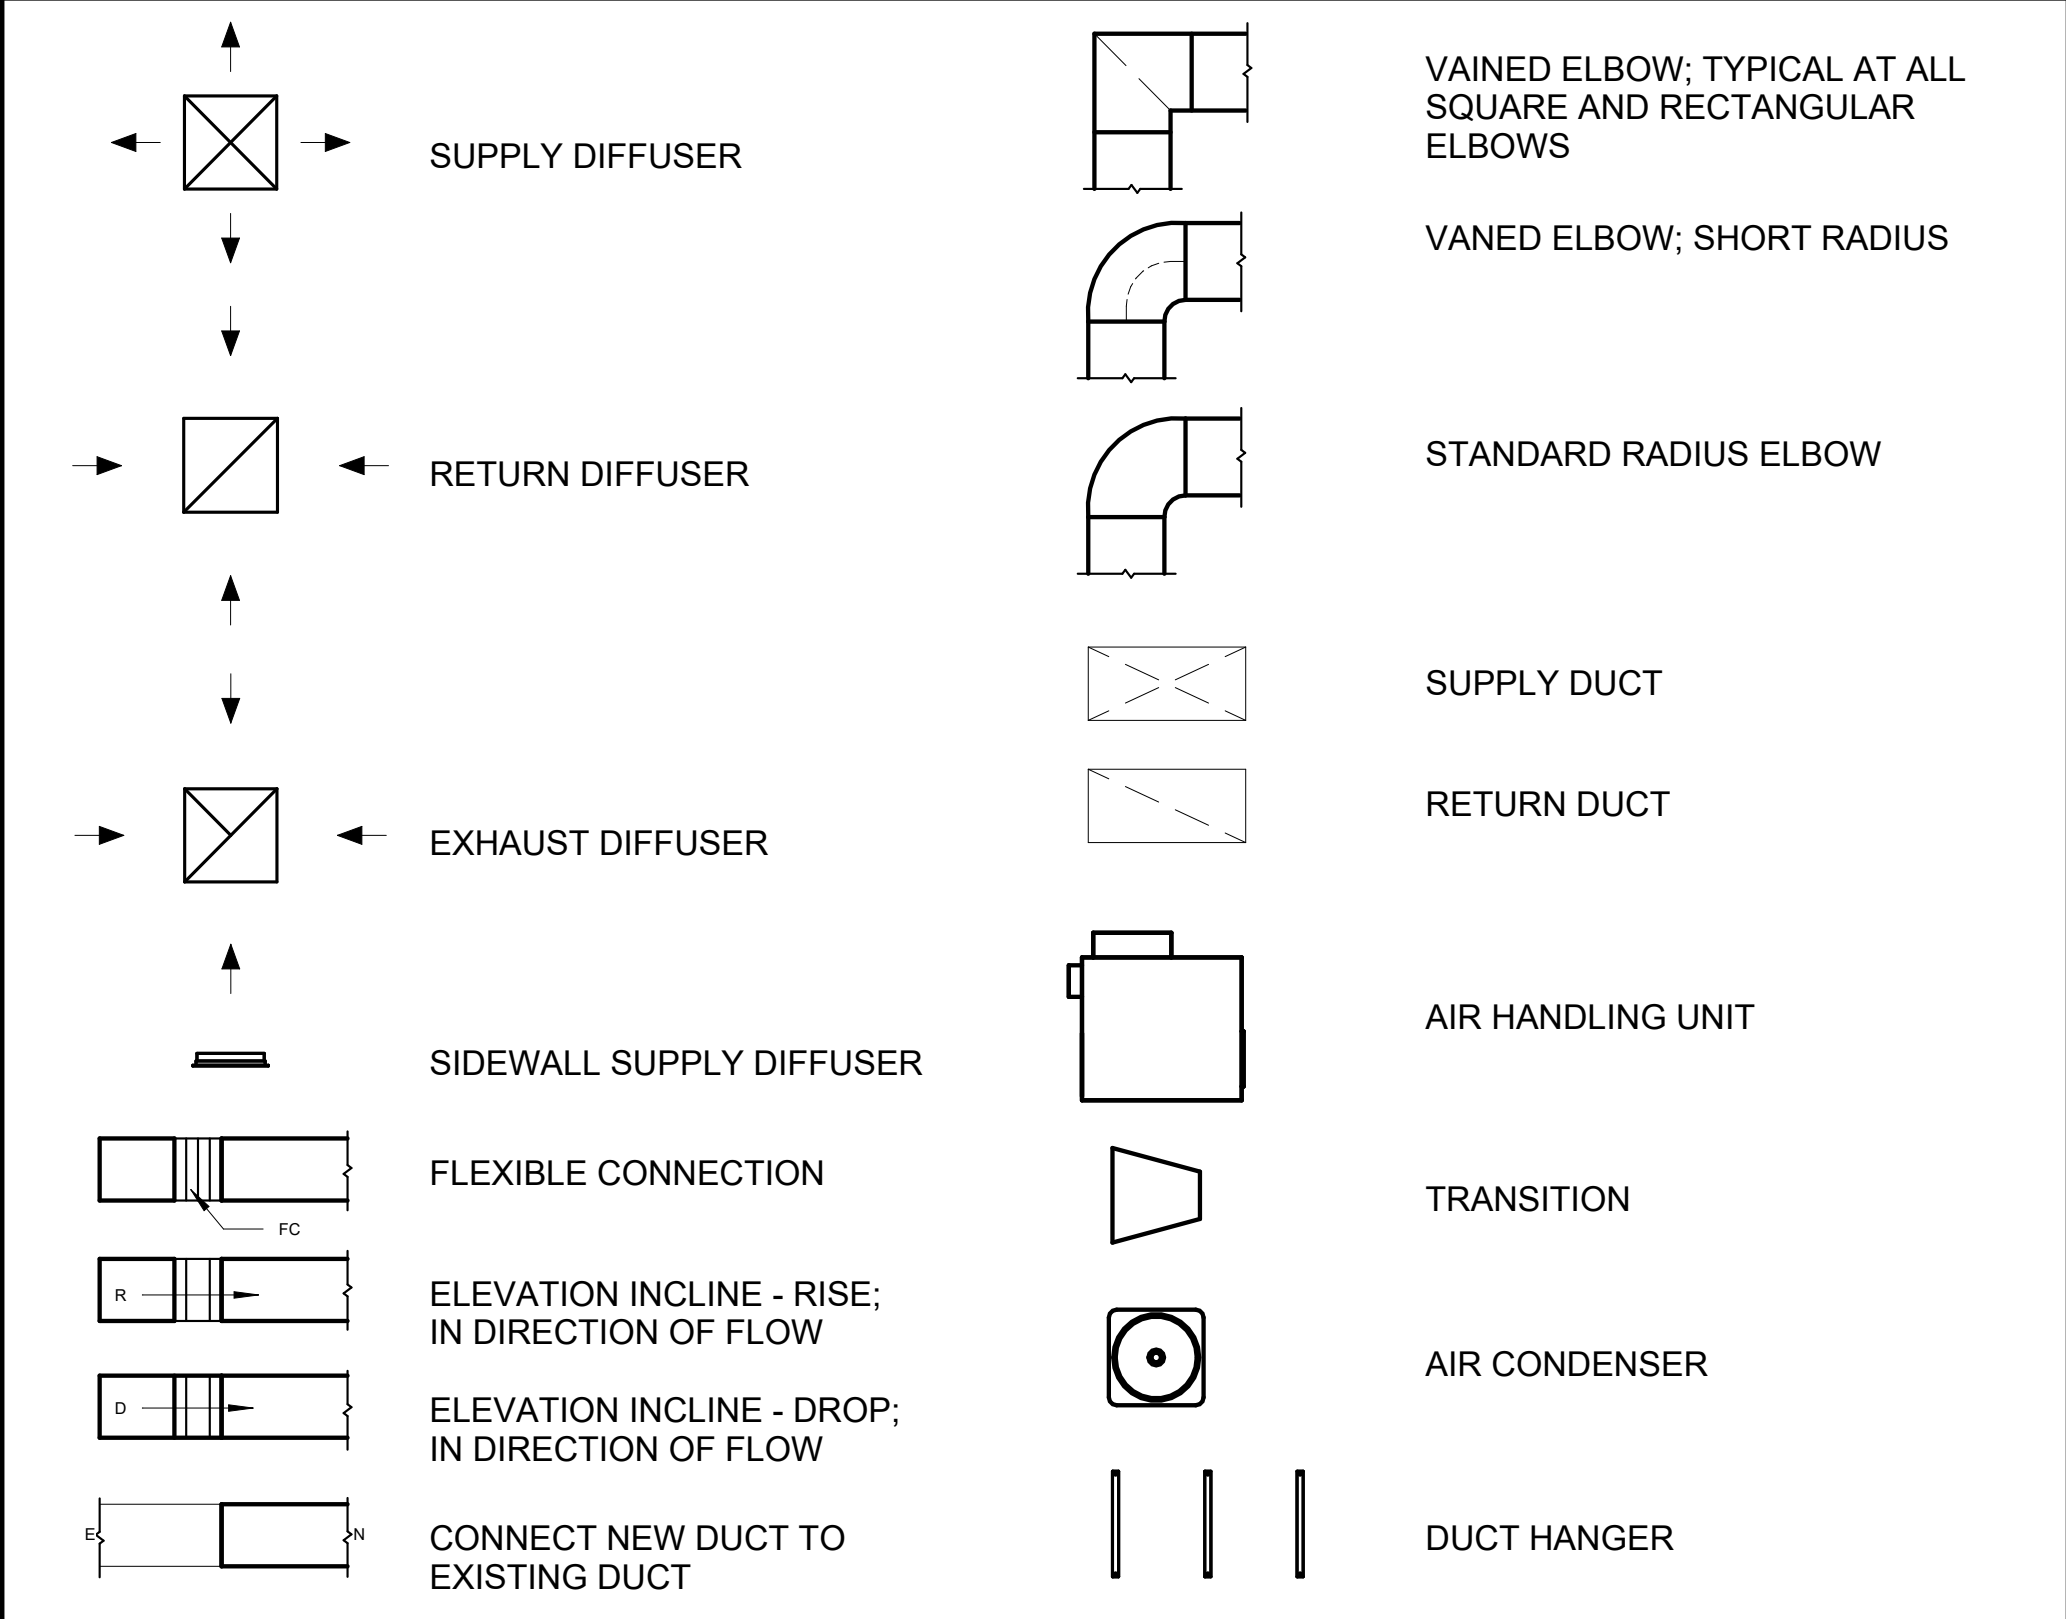 SUPPLY DIFFUSER
RETURN DIFFUSER
EXHAUST DIFFUSER
SIDEWALL SUPPLY DIFFUSER
FLEXIBLE CONNECTION
FC
R
ELEVATION INCLINE - RISE;
IN DIRECTION OF FLOW
D
ELEVATION INCLINE - DROP;
IN DIRECTION OF FLOW
E
N
CONNECT NEW DUCT TO
EXISTING DUCT
VAINED ELBOW; TYPICAL AT ALL
SQUARE AND RECTANGULAR
ELBOWS
VANED ELBOW; SHORT RADIUS
STANDARD RADIUS ELBOW
SUPPLY DUCT
RETURN DUCT
AIR HANDLING UNIT
TRANSITION
AIR CONDENSER
DUCT HANGER